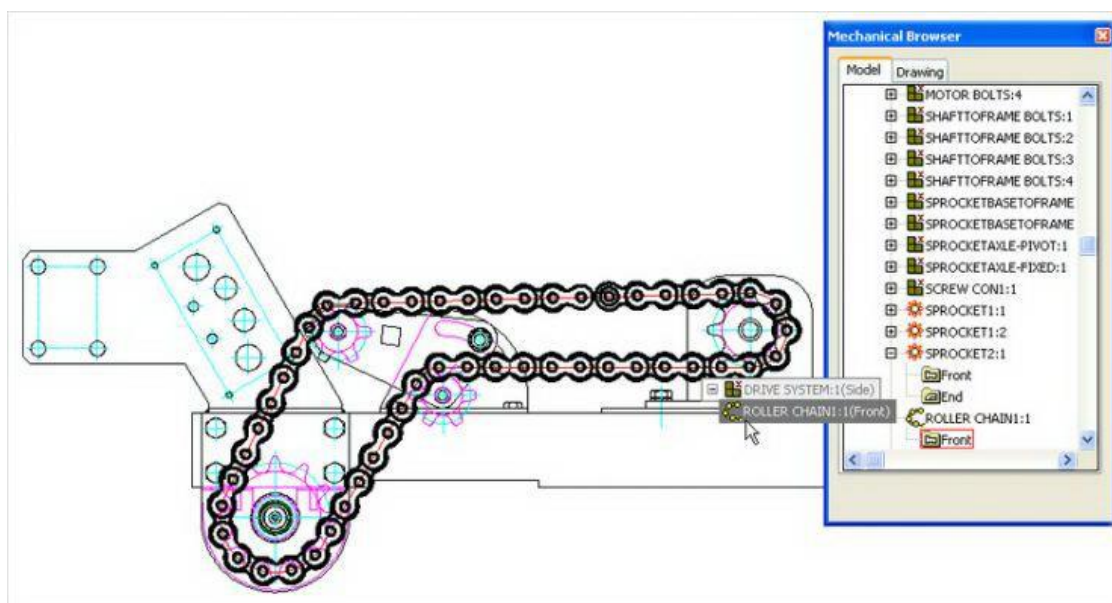 Mechanical Browser
Model Drawing
MOTOR BOLTS:4
SHAFTTOFRAME BOLTS:1
SHAFTTOFRAME BOLTS:2
SHAFTTOFRAME BOLTS:3
SHAFTTOFRAME BOLTS:4
SPROCKETBASETOFRAME
SPROCKETBASETOFRAME
SPROCKETAXLE-PIVOT:1
SPROCKETAXLE-FIXED:1
SCREW CON1:1
SPROCKET1:1
SPROCKET1:2
SPROCKET2:1
Front
End
ROLLER CHAIN1:1
Front
DRIVE SYSTEM:1(Side)
ROLLER CHAIN1:1(Front)